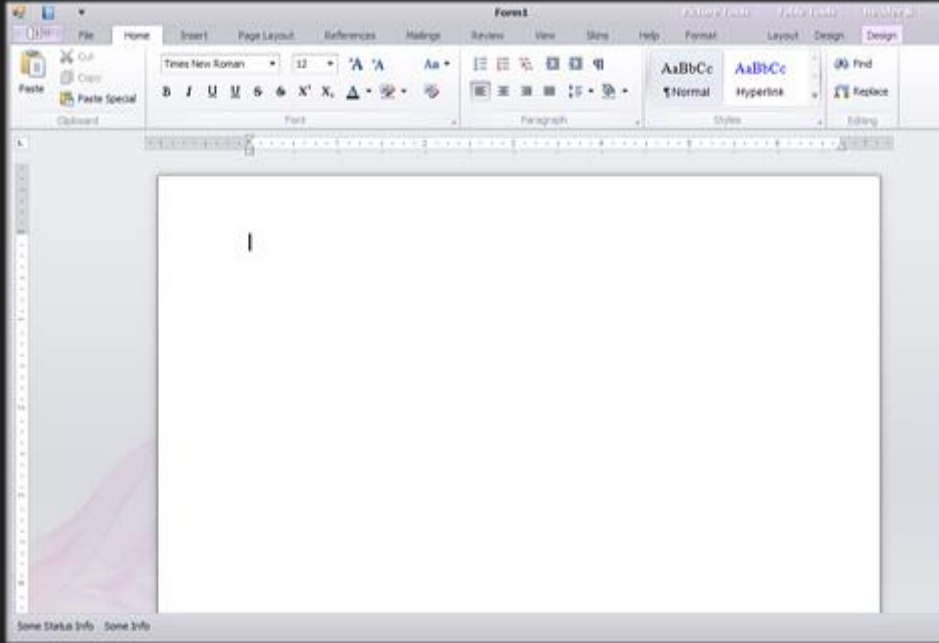 Form1
File Home Insert Page Layout References Mailings Review View Skins Help Format Layout Design Design
Paste
Cut
Copy
Paste Special
Clipboard
Times New Roman 12 A A Aa
B I U U S S X² X₂ A
Font
¶
Paragraph
AaBbCc AaBbCc
¶Normal Hyperlink
Styles
Find
Replace
Editing
Some Status Info Some Info